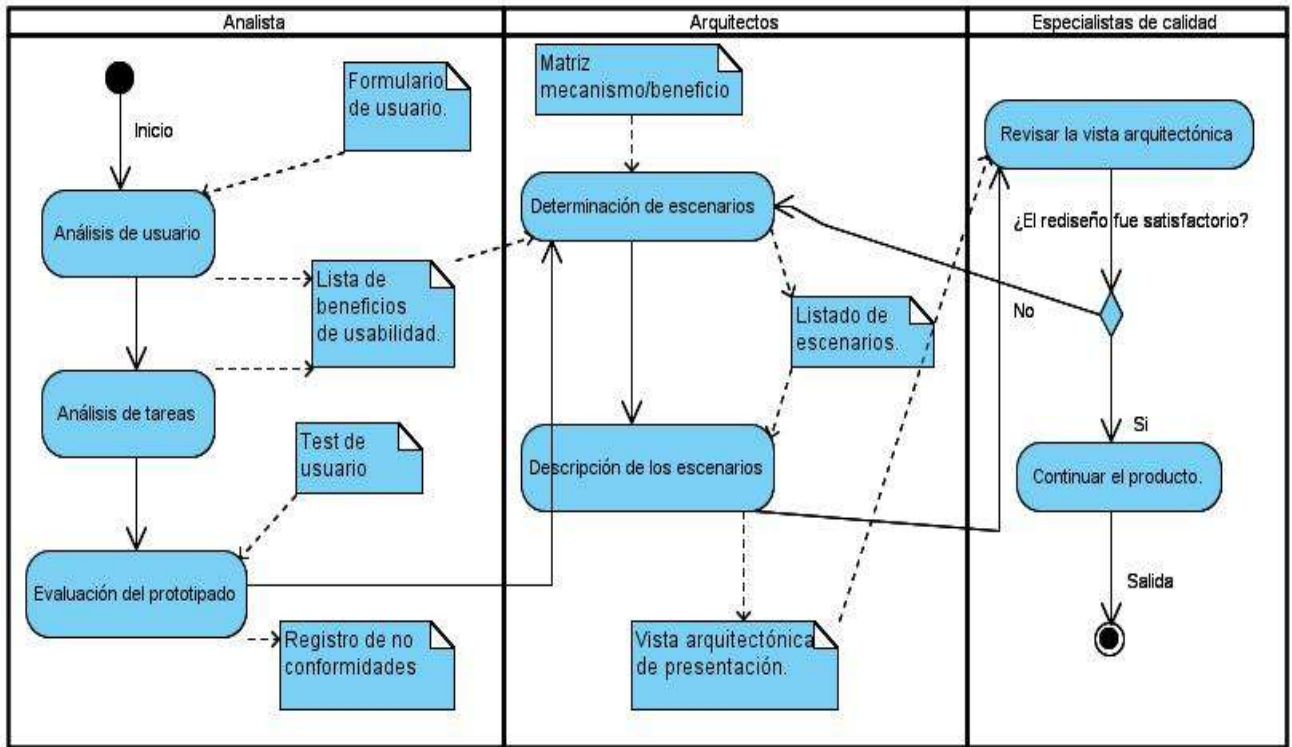 Analista
Arquitectos
Especialistas de calidad
Inicio
Formulario
de usuario.
Análisis de usuario
Lista de
beneficios
de usabilidad.
Análisis de tareas
Test de
usuario
Evaluación del prototipado
Registro de no
conformidades
Matriz
mecanismo/beneficio
Determinación de escenarios
Listado de
escenarios.
Descripción de los escenarios
Vista arquitectónica
de presentación.
Revisar la vista arquitectónica
¿El rediseño fue satisfactorio?
No
Si
Continuar el producto.
Salida